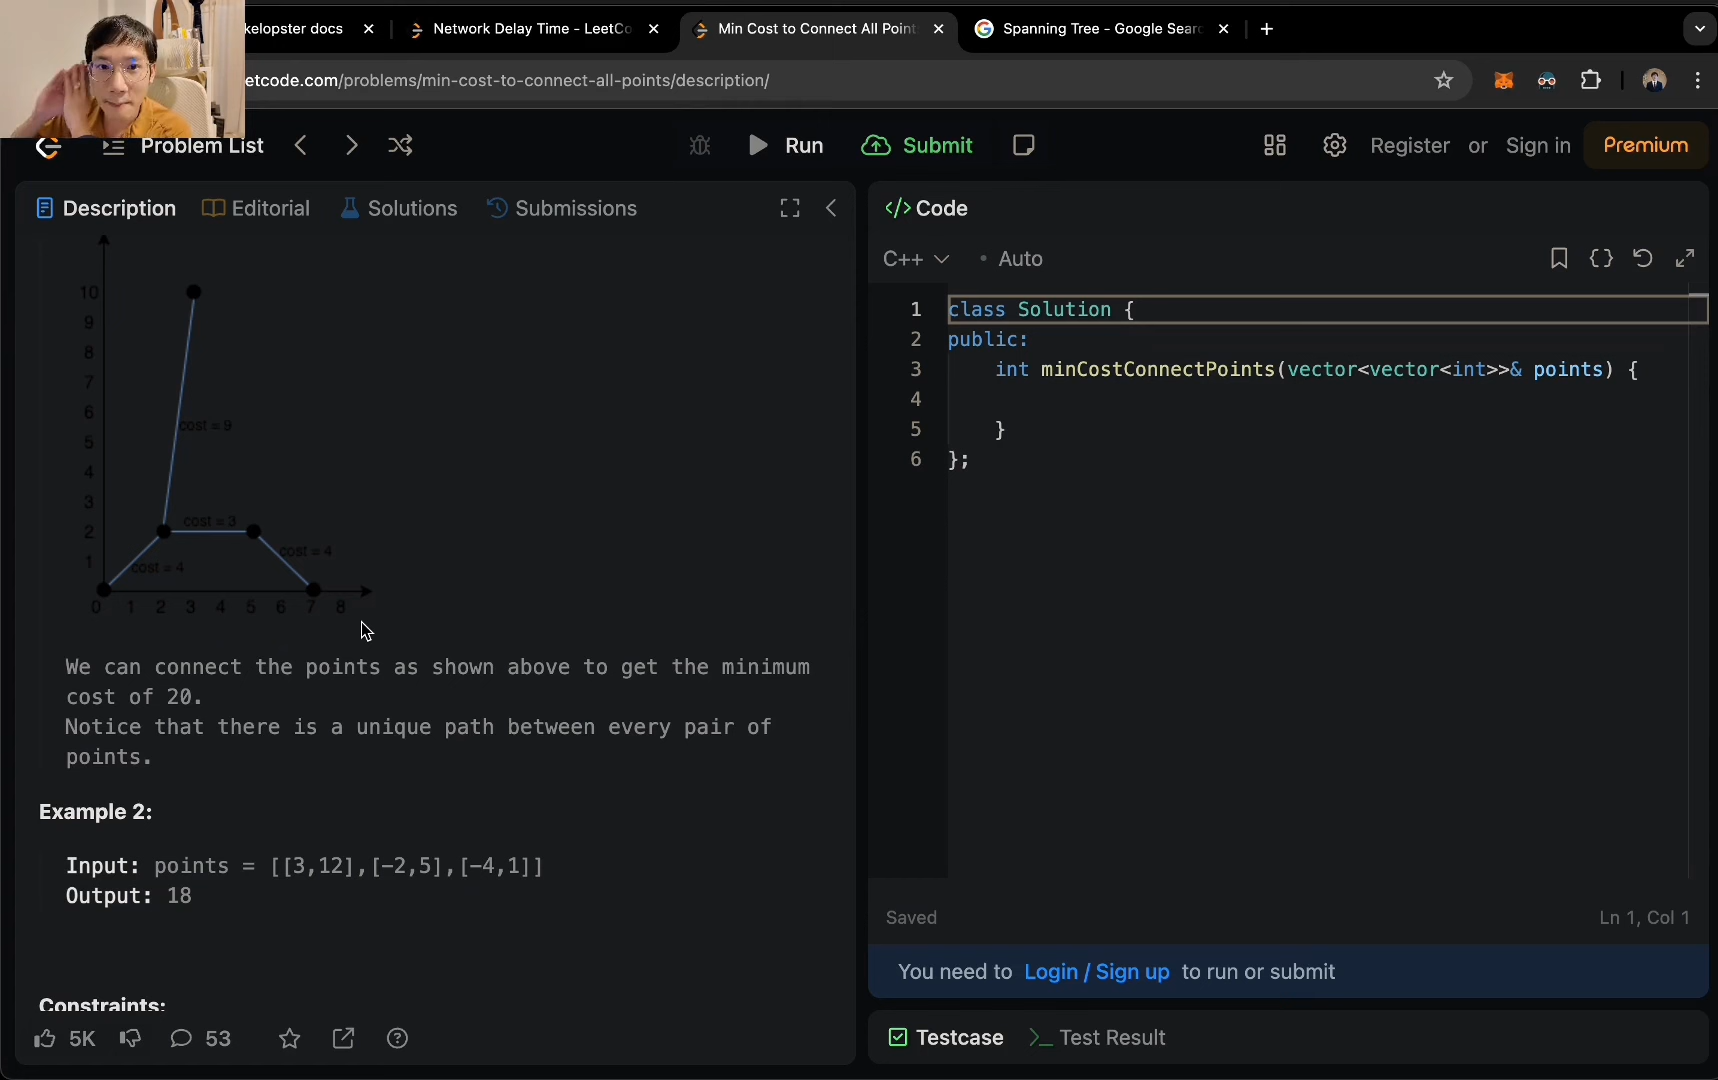 kelopster docs
Network Delay Time - LeetCo
Min Cost to Connect All Point
Spanning Tree - Google Sear
etcode.com/problems/min-cost-to-connect-all-points/description/
Problem List
Run
Submit
Register or Sign in
Premium
Description
Editorial
Solutions
Submissions
10
9
8
7
6
5
4
3
2
1
cost = 9
cost = 3
cost = 4
cost = 4
0 1 2 3 4 5 6 7 8
We can connect the points as shown above to get the minimum
cost of 20.
Notice that there is a unique path between every pair of
points.
Example 2:
Input: points = [[3,12],[-2,5],[-4,1]]
Output: 18
Constraints:
5K
53
</> Code
C++
• Auto
1 class Solution {
2 public:
3 int minCostConnectPoints(vector<vector<int>>& points) {
4
5 }
6 };
Saved
Ln 1, Col 1
You need to Login / Sign up to run or submit
Testcase
Test Result